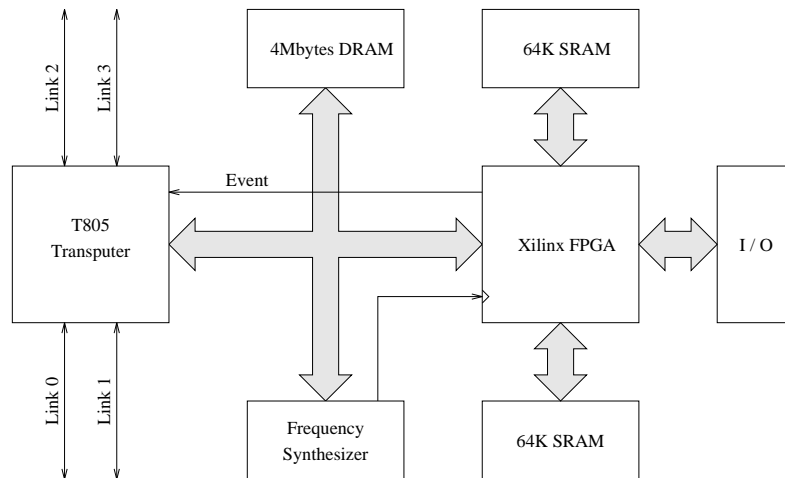 4Mbytes DRAM
64K SRAM
Link 2
Link 3
Event
T805
Transputer
Xilinx FPGA
I / O
Link 0
Link 1
Frequency
Synthesizer
64K SRAM